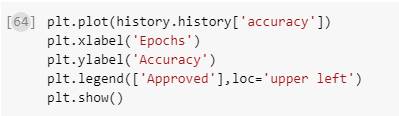 [64] plt.plot(history.history['accuracy'])
plt.xlabel('Epochs')
plt.ylabel('Accuracy')
plt.legend(['Approved'],loc='upper left')
plt.show()